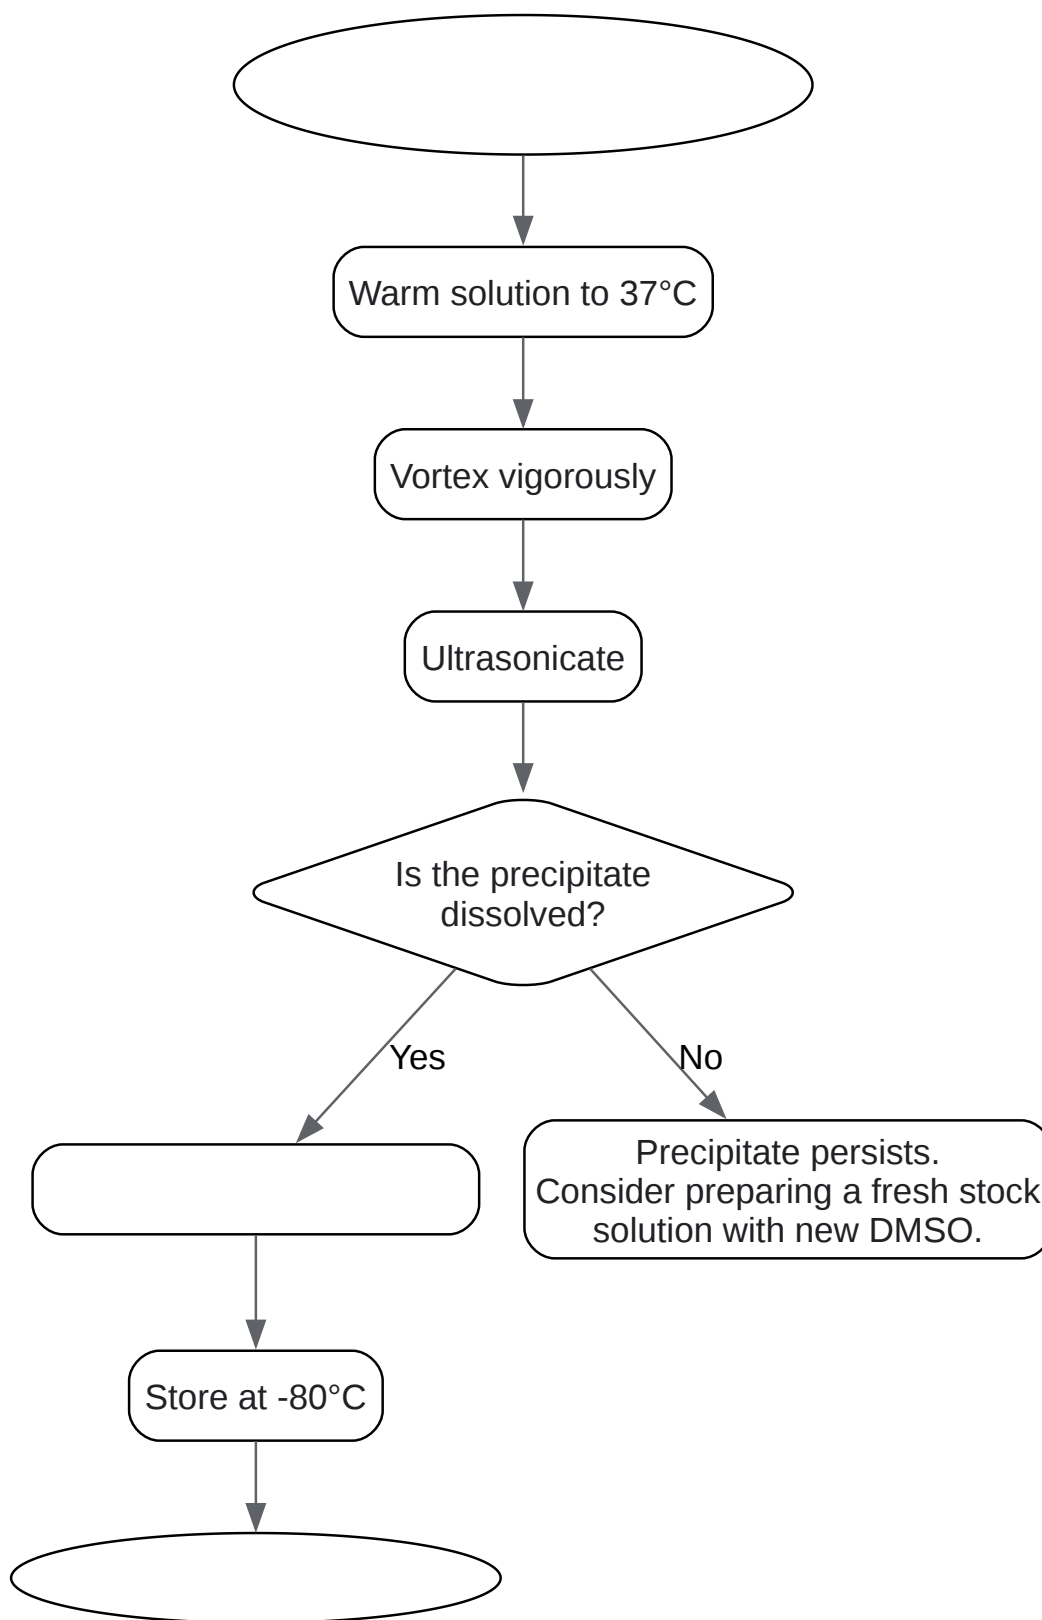 Warm solution to 37°C
Vortex vigorously
Ultrasonicate
Is the precipitate
dissolved?
Yes
No
Precipitate persists.
Consider preparing a fresh stock
solution with new DMSO.
Store at -80°C